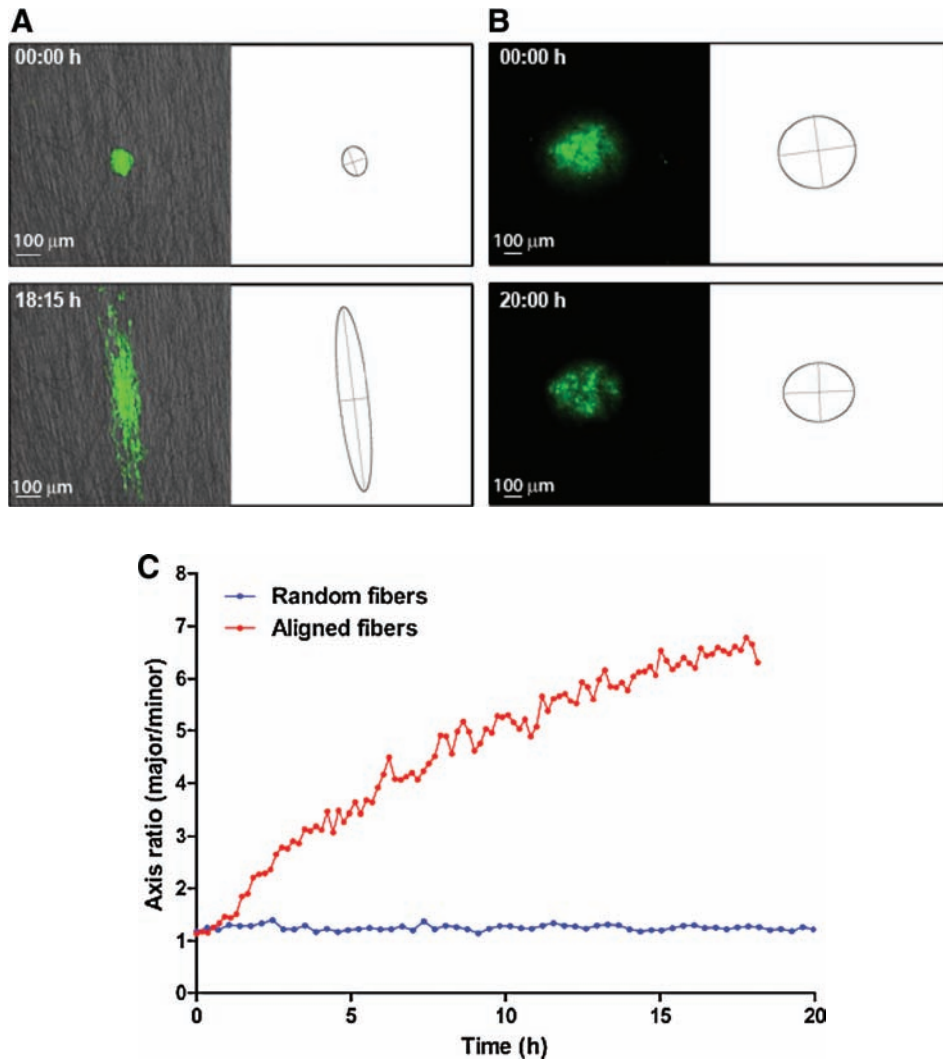 A
B
00:00 h
100 μm
00:00 h
100 μm
18:15 h
100 μm
20:00 h
100 μm
C
Random fibers
Aligned fibers
Axis ratio (major/minor)
8
7
6
5
4
3
2
1
0
0 5 10 15 20
Time (h)